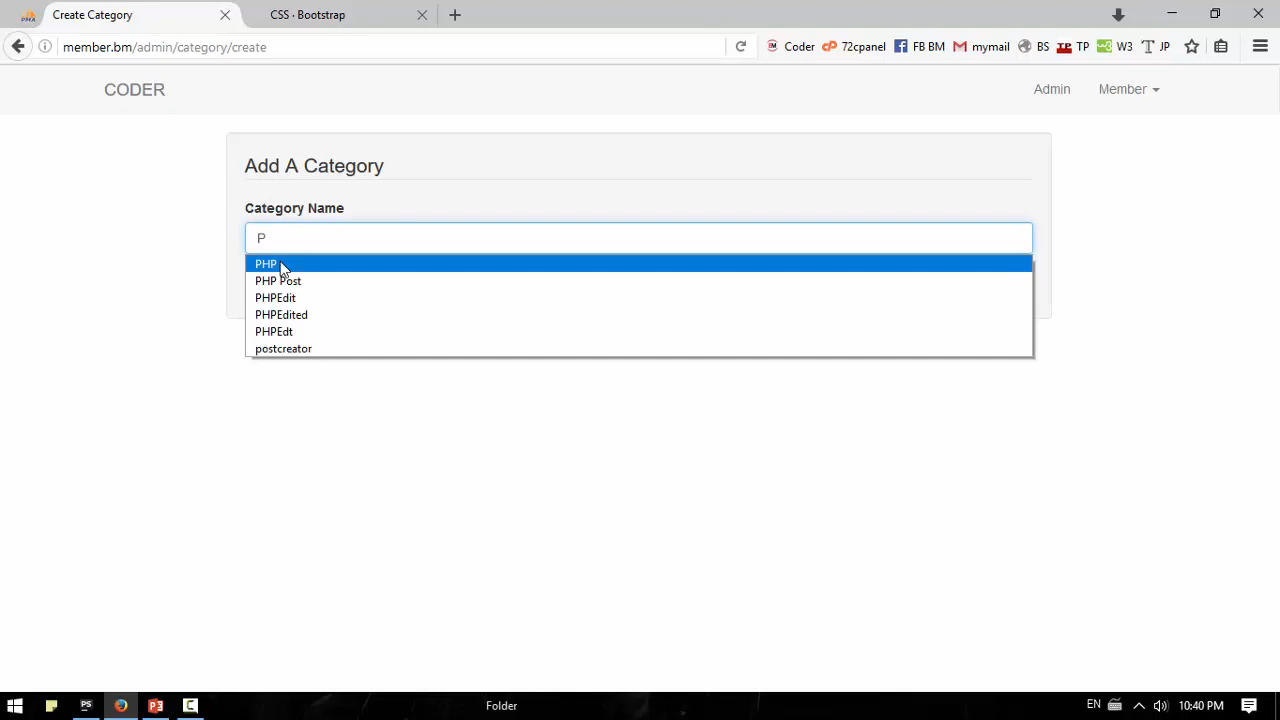 Create Category
CSS · Bootstrap
member.bm/admin/category/create
Coder
72cpanel
FB BM
mymail
BS
TP TP
W3
JP
CODER
Admin
Member
Add A Category
Category Name
P
PHP
PHP Post
PHPEdit
PHPEdited
PHPEdt
postcreator
Folder
EN
10:40 PM